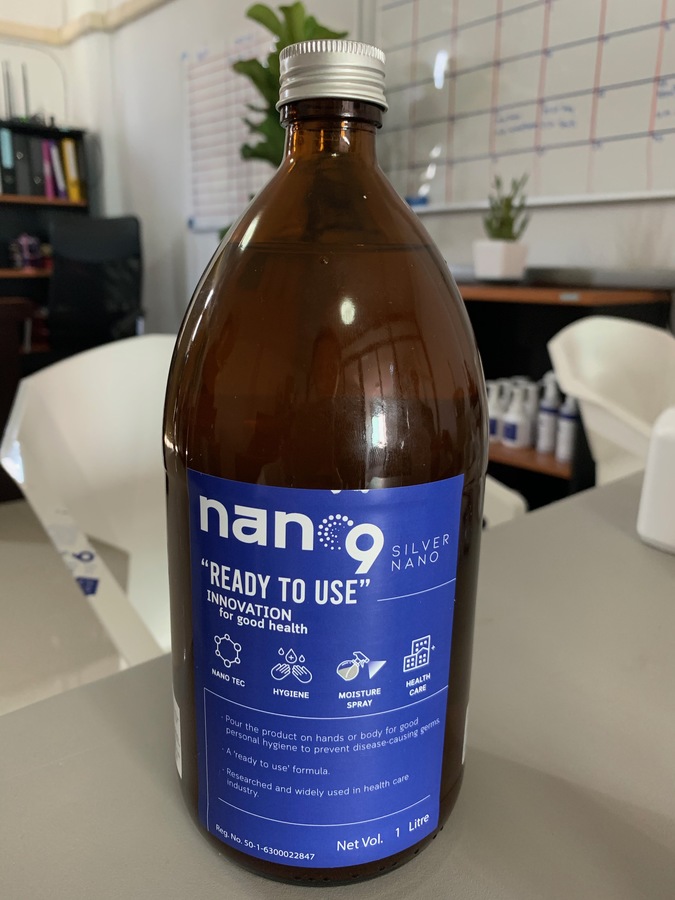 nano9
SILVER
NANO
“READY TO USE”
INNOVATION
for good health
NANO TEC
HYGIENE
MOISTURE
SPRAY
HEALTH
CARE
· Pour the product on hands or body for good
personal hygiene to prevent disease-causing germs.
· A 'ready to use' formula.
· Researched and widely used in health care
industry.
Reg. No. 50-1-6300022847
Net Vol. 1 Litre
9